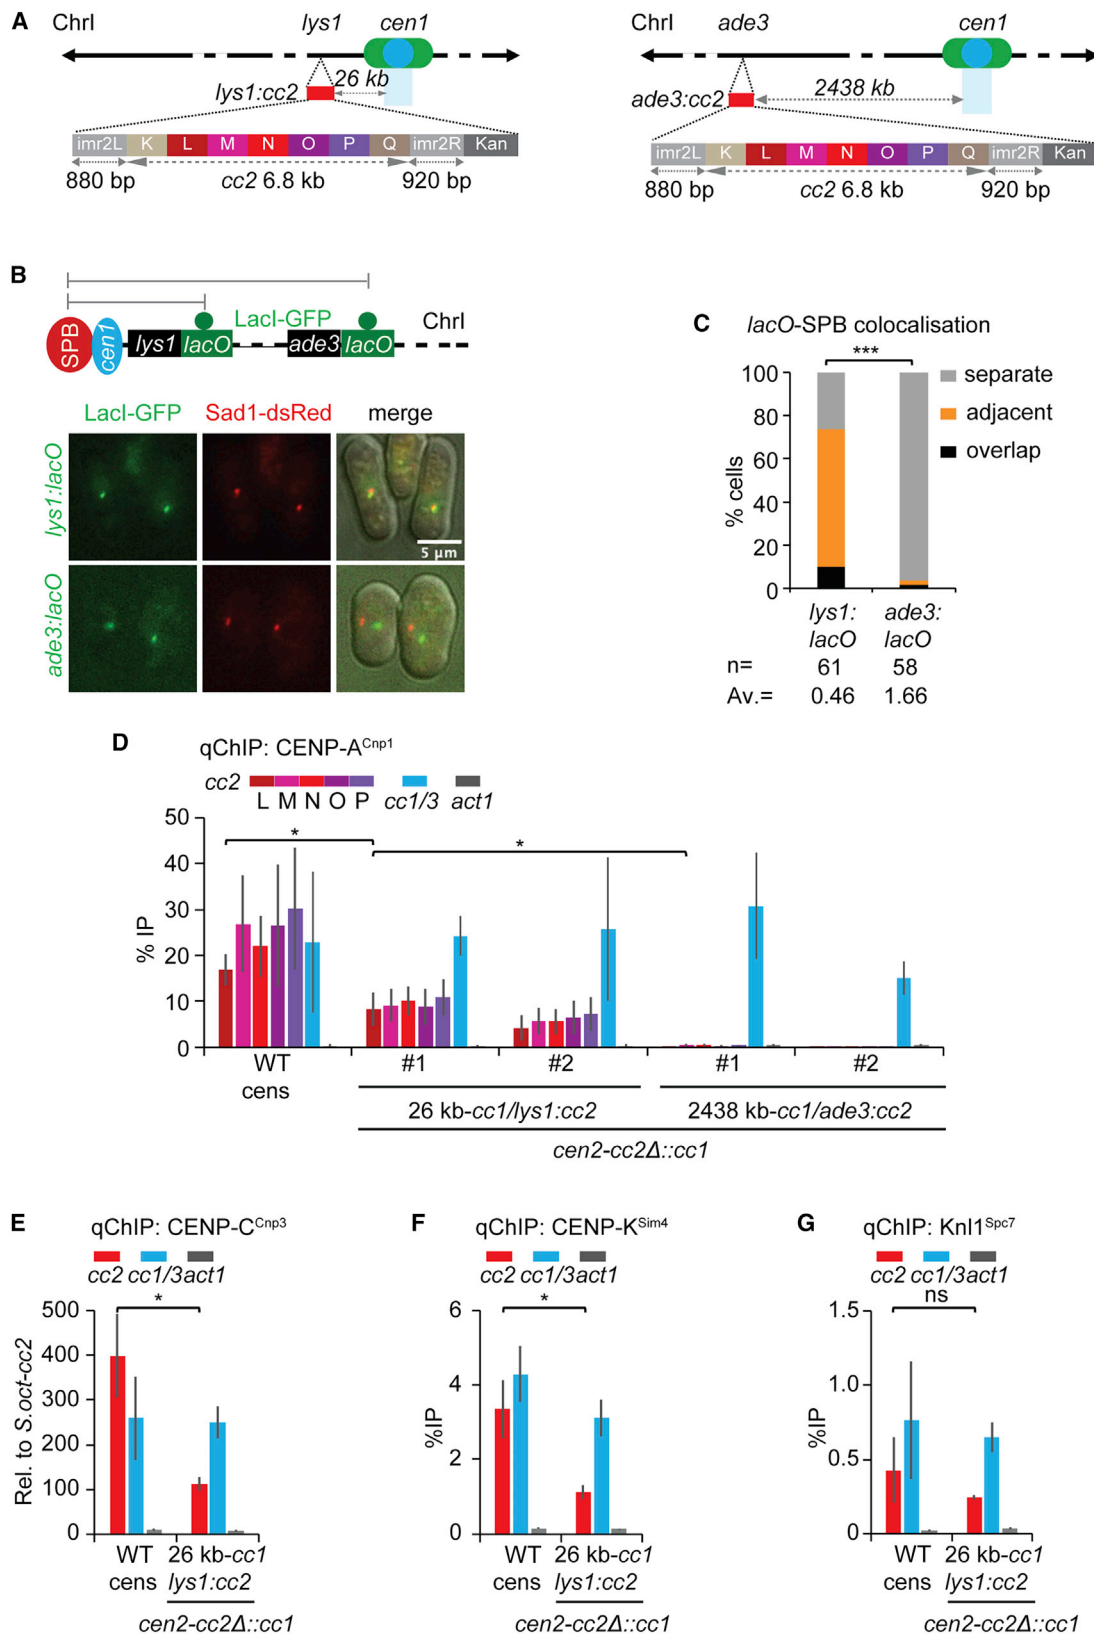 A
ChrI lys1 cen1
26 kb
lys1:cc2
imr2L K L M N O P Q imr2R Kan
880 bp cc2 6.8 kb 920 bp
ChrI ade3 cen1
2438 kb
ade3:cc2
imr2L K L M N O P Q imr2R Kan
880 bp cc2 6.8 kb 920 bp
B
LacI-GFP ChrI
SPB cen1 lys1 lacO ade3 lacO
LacI-GFP Sad1-dsRed merge
lys1:lacO
5 µm
ade3:lacO
C
lacO-SPB colocalisation
***
100
80
60
40
20
0
% cells
separate
adjacent
overlap
lys1: ade3:
lacO lacO
n= 61 58
Av.= 0.46 1.66
D
qChIP: CENP-A^Cnp1
cc2 cc1/3 act1
L M N O P
50
40
30
20
10
0
% IP
* *
WT #1 #2 #1 #2
cens
26 kb-cc1/lys1:cc2 2438 kb-cc1/ade3:cc2
cen2-cc2Δ::cc1
E
qChIP: CENP-C^Cnp3
cc2 cc1/3 act1
*
500
400
300
200
100
0
Rel. to S.oct-cc2
WT 26 kb-cc1
cens lys1:cc2
cen2-cc2Δ::cc1
F
qChIP: CENP-K^Sim4
cc2 cc1/3 act1
*
6
4
2
0
%IP
WT 26 kb-cc1
cens lys1:cc2
cen2-cc2Δ::cc1
G
qChIP: Knl1^Spc7
cc2 cc1/3 act1
ns
1.5
1.0
0.5
0
%IP
WT 26 kb-cc1
cens lys1:cc2
cen2-cc2Δ::cc1